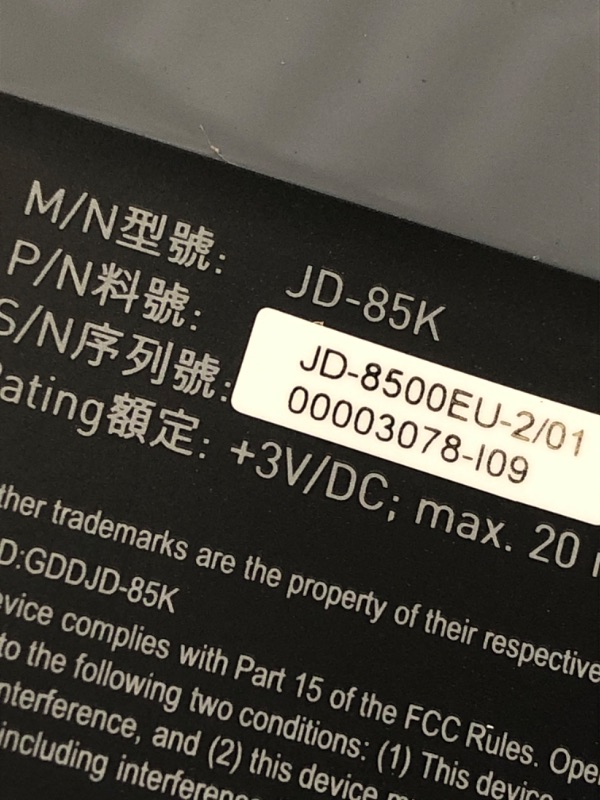 M/N型號: JD-85K
P/N料號: JD-8500EU-2/01
S/N序列號: 00003078-I09
ating額定: +3V/DC; max. 20
ther trademarks are the property of their respective
D:GDDJD-85K
evice complies with Part 15 of the FCC Rules. Ope
to the following two conditions: (1) This device
nterference, and (2) this device m
including interference